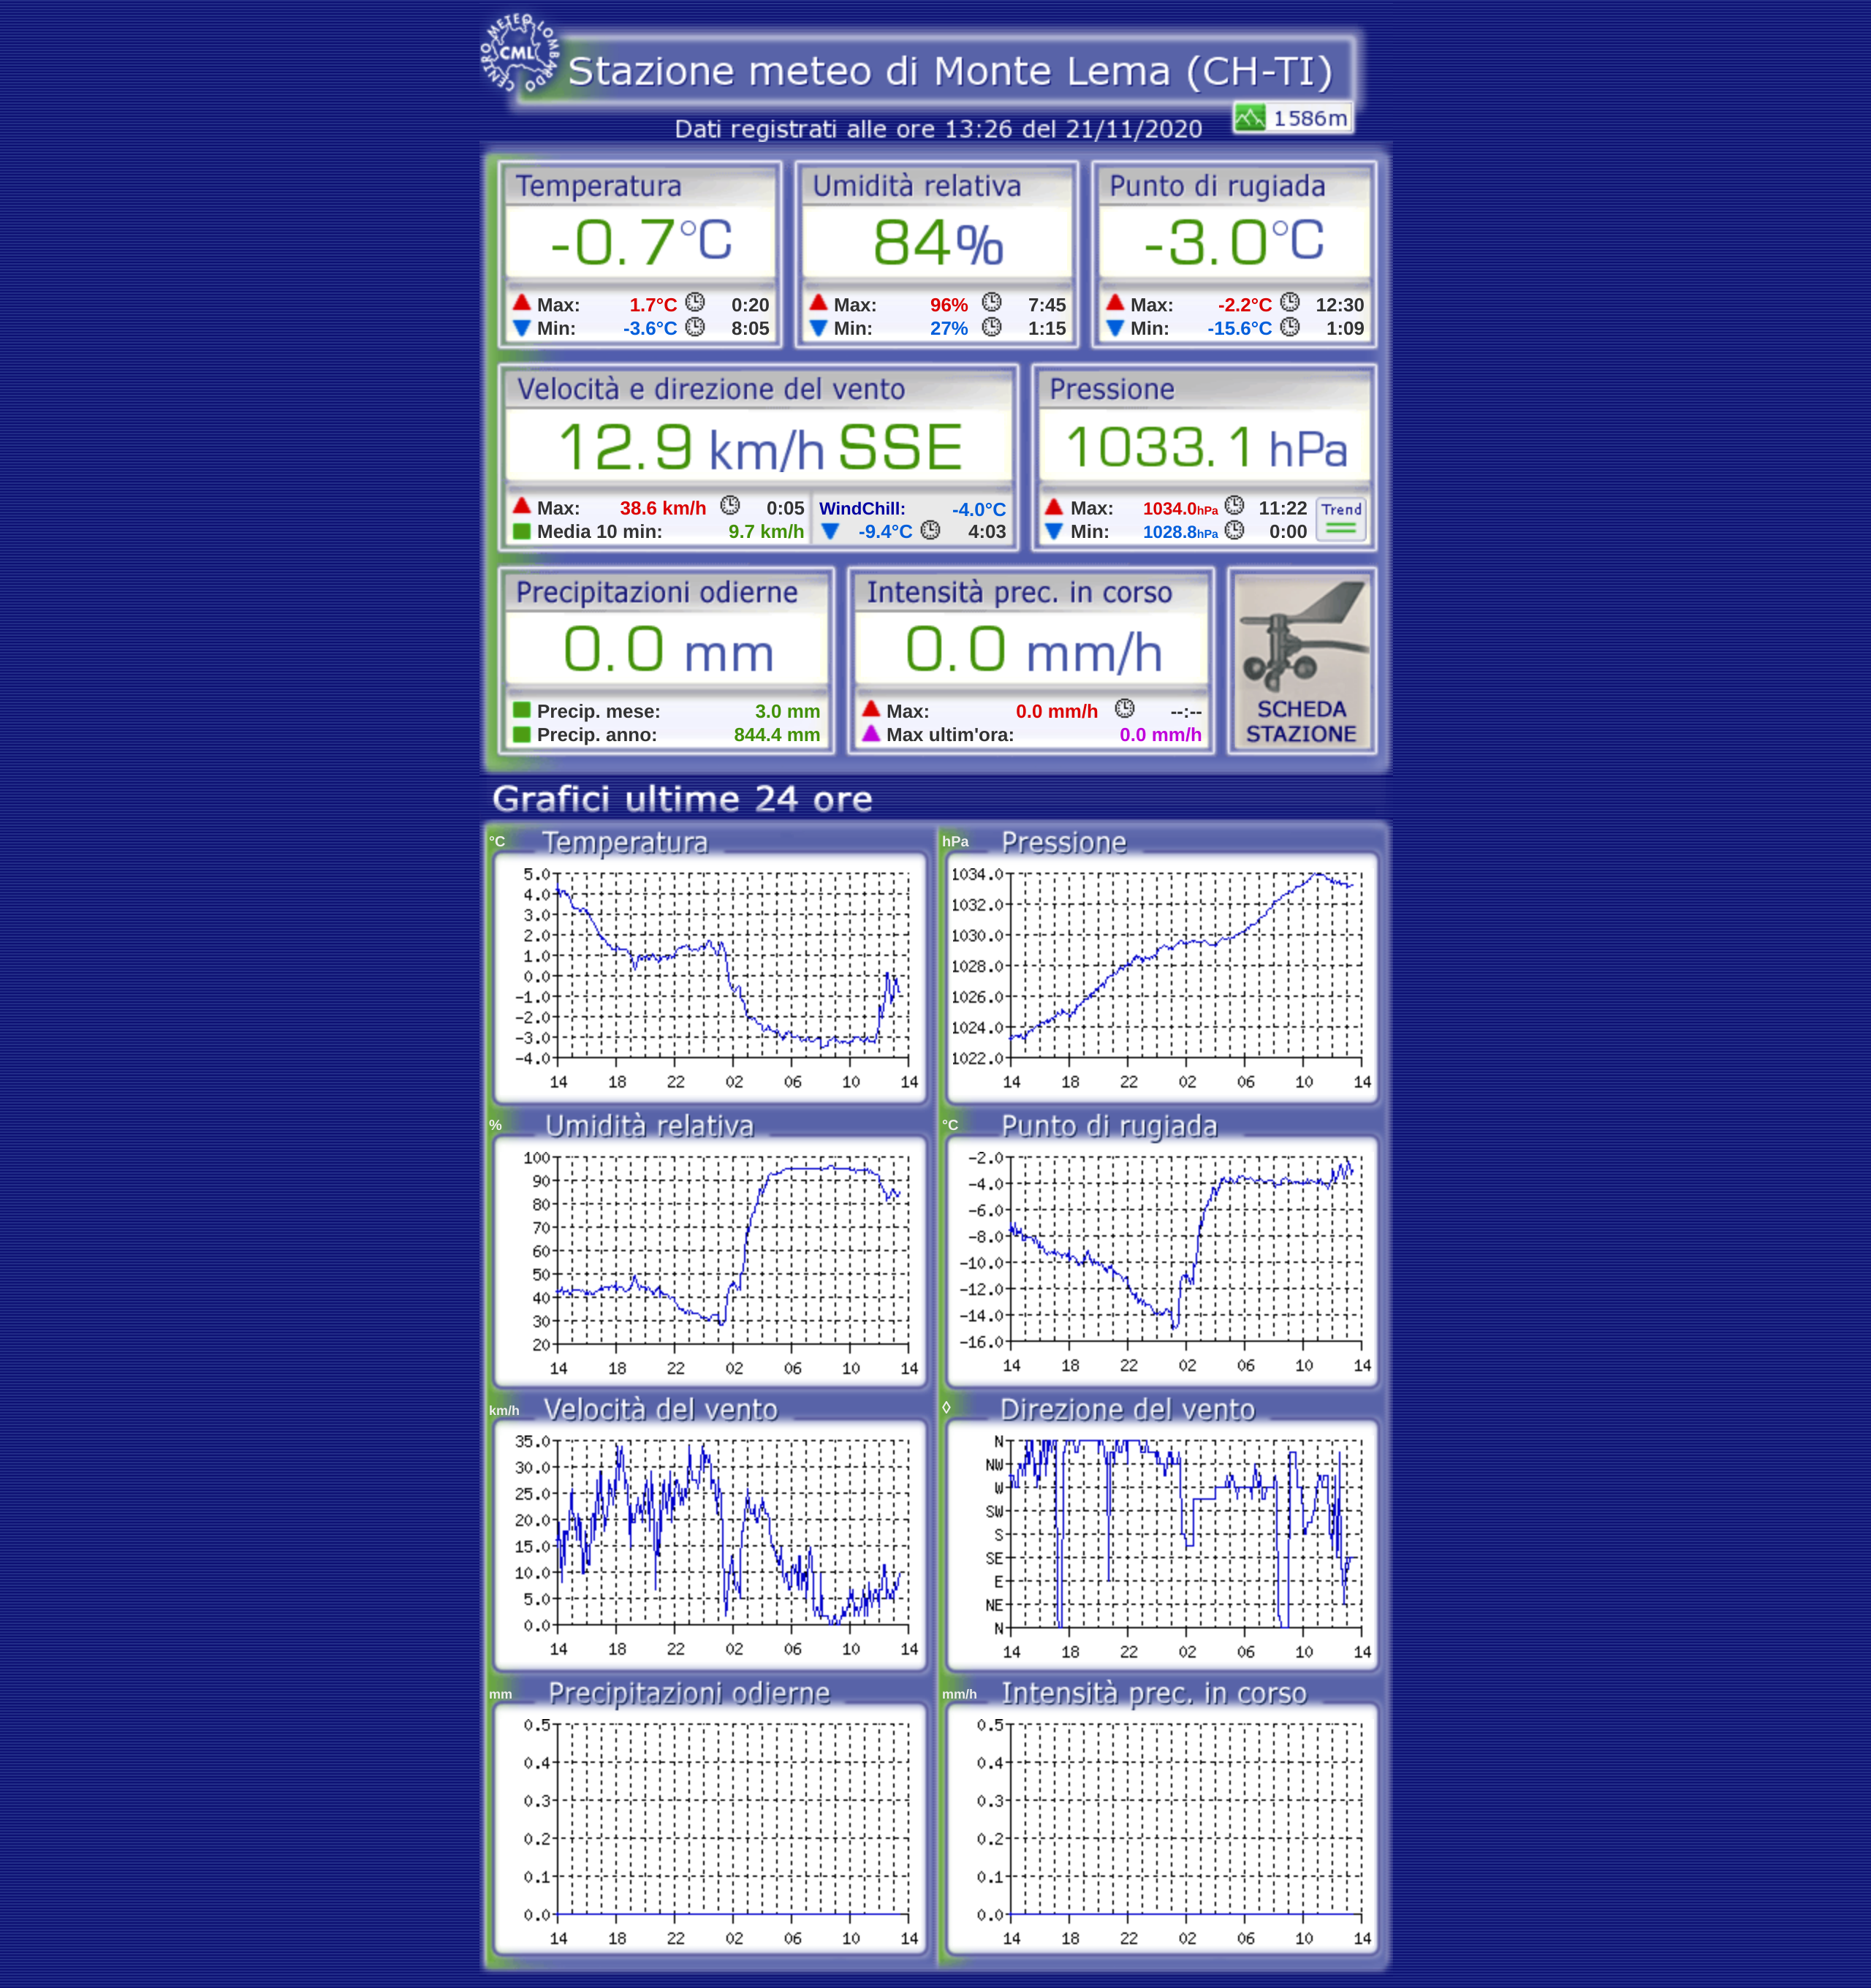 CENTRO METEO LOMBARDO
CML
Stazione meteo di Monte Lema (CH-TI)
1586m
Dati registrati alle ore 13:26 del 21/11/2020
Temperatura Umidità relativa Punto di rugiada
-0.7°C 84% -3.0°C
Max: 1.7°C 0:20 Max: 96% 7:45 Max: -2.2°C 12:30
Min: -3.6°C 8:05 Min: 27% 1:15 Min: -15.6°C 1:09
Velocità e direzione del vento Pressione
12.9 km/h SSE 1033.1 hPa
Max: 38.6 km/h 0:05 WindChill: -4.0°C Max: 1034.0hPa 11:22 Trend
Media 10 min: 9.7 km/h -9.4°C 4:03 Min: 1028.8hPa 0:00
Precipitazioni odierne Intensità prec. in corso
0.0 mm 0.0 mm/h
Precip. mese: 3.0 mm Max: 0.0 mm/h --:-- SCHEDA
Precip. anno: 844.4 mm Max ultim'ora: 0.0 mm/h STAZIONE
Grafici ultime 24 ore
°C Temperatura
5.0
4.0
3.0
2.0
1.0
0.0
-1.0
-2.0
-3.0
-4.0
14 18 22 02 06 10 14
hPa Pressione
1034.0
1032.0
1030.0
1028.0
1026.0
1024.0
1022.0
14 18 22 02 06 10 14
% Umidità relativa
100
90
80
70
60
50
40
30
20
14 18 22 02 06 10 14
°C Punto di rugiada
-2.0
-4.0
-6.0
-8.0
-10.0
-12.0
-14.0
-16.0
14 18 22 02 06 10 14
km/h Velocità del vento
35.0
30.0
25.0
20.0
15.0
10.0
5.0
0.0
14 18 22 02 06 10 14
◊ Direzione del vento
N
NW
W
SW
S
SE
E
NE
N
14 18 22 02 06 10 14
mm Precipitazioni odierne
0.5
0.4
0.3
0.2
0.1
0.0
14 18 22 02 06 10 14
mm/h Intensità prec. in corso
0.5
0.4
0.3
0.2
0.1
0.0
14 18 22 02 06 10 14